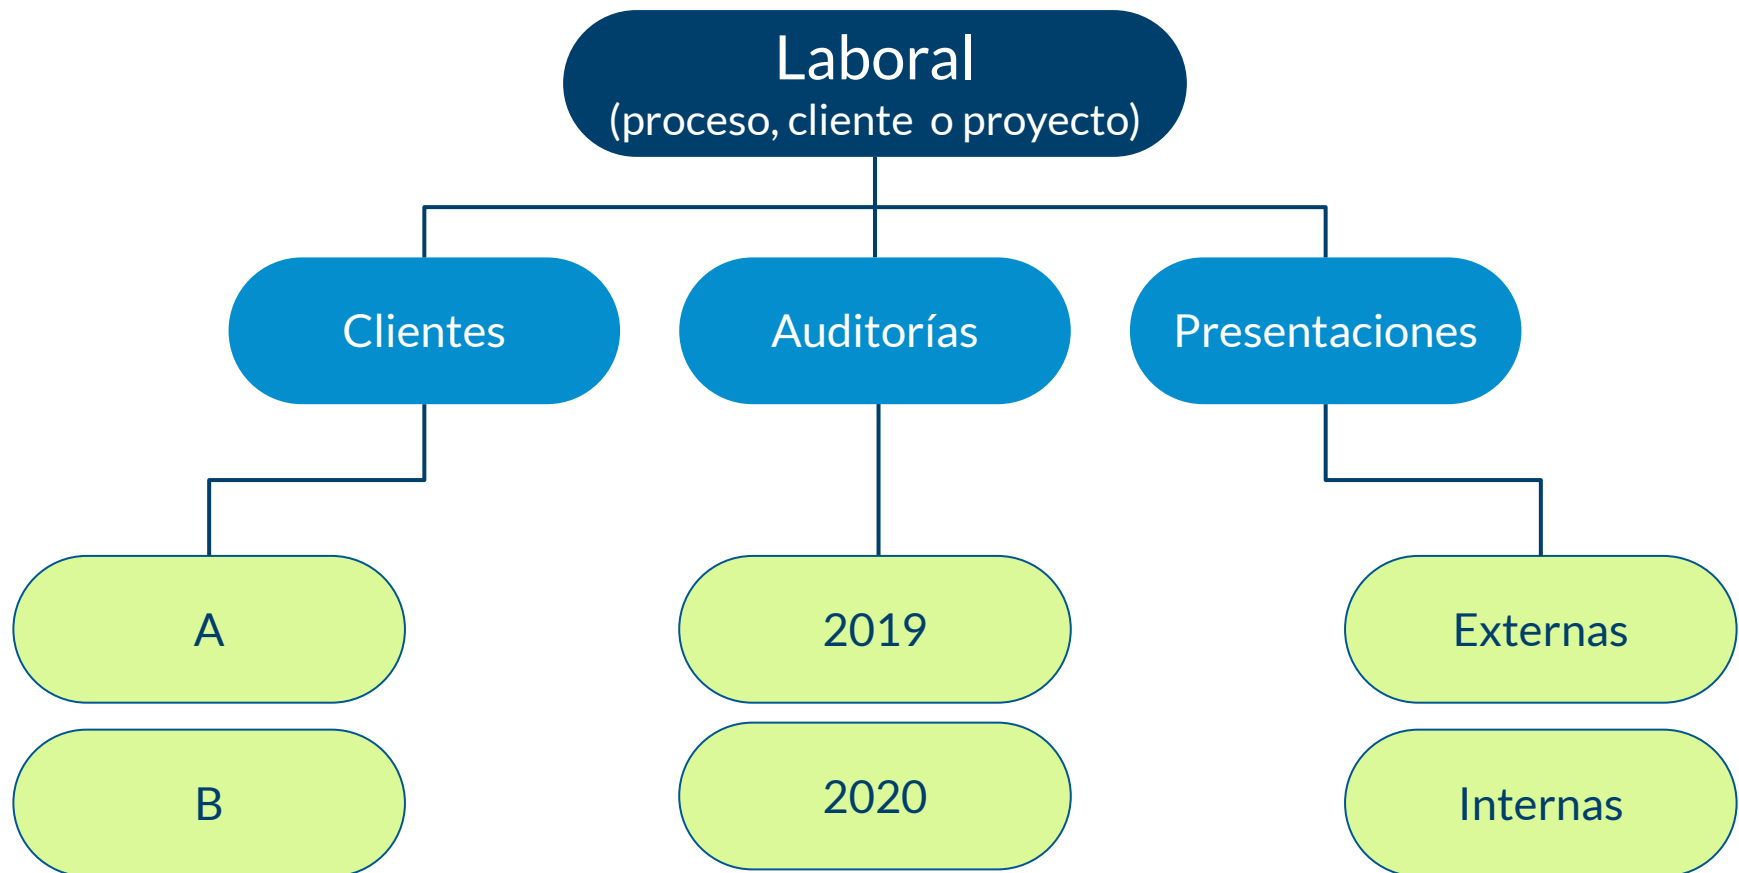 Laboral
(proceso, cliente o proyecto)
Clientes
Auditorías
Presentaciones
A
2019
Externas
B
2020
Internas